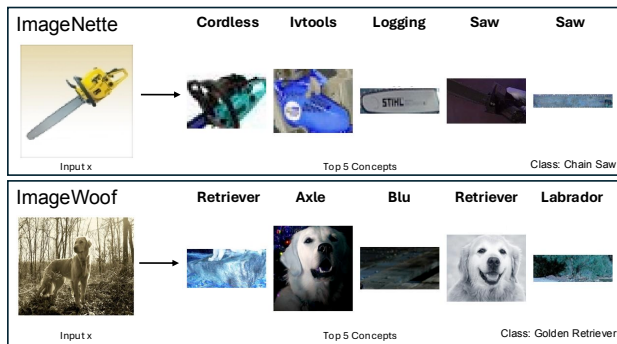 ImageNette
Cordless Ivtools Logging Saw Saw
STIHL
Input x Top 5 Concepts Class: Chain Saw
ImageWoof
Retriever Axle Blu Retriever Labrador
Input x Top 5 Concepts Class: Golden Retriever